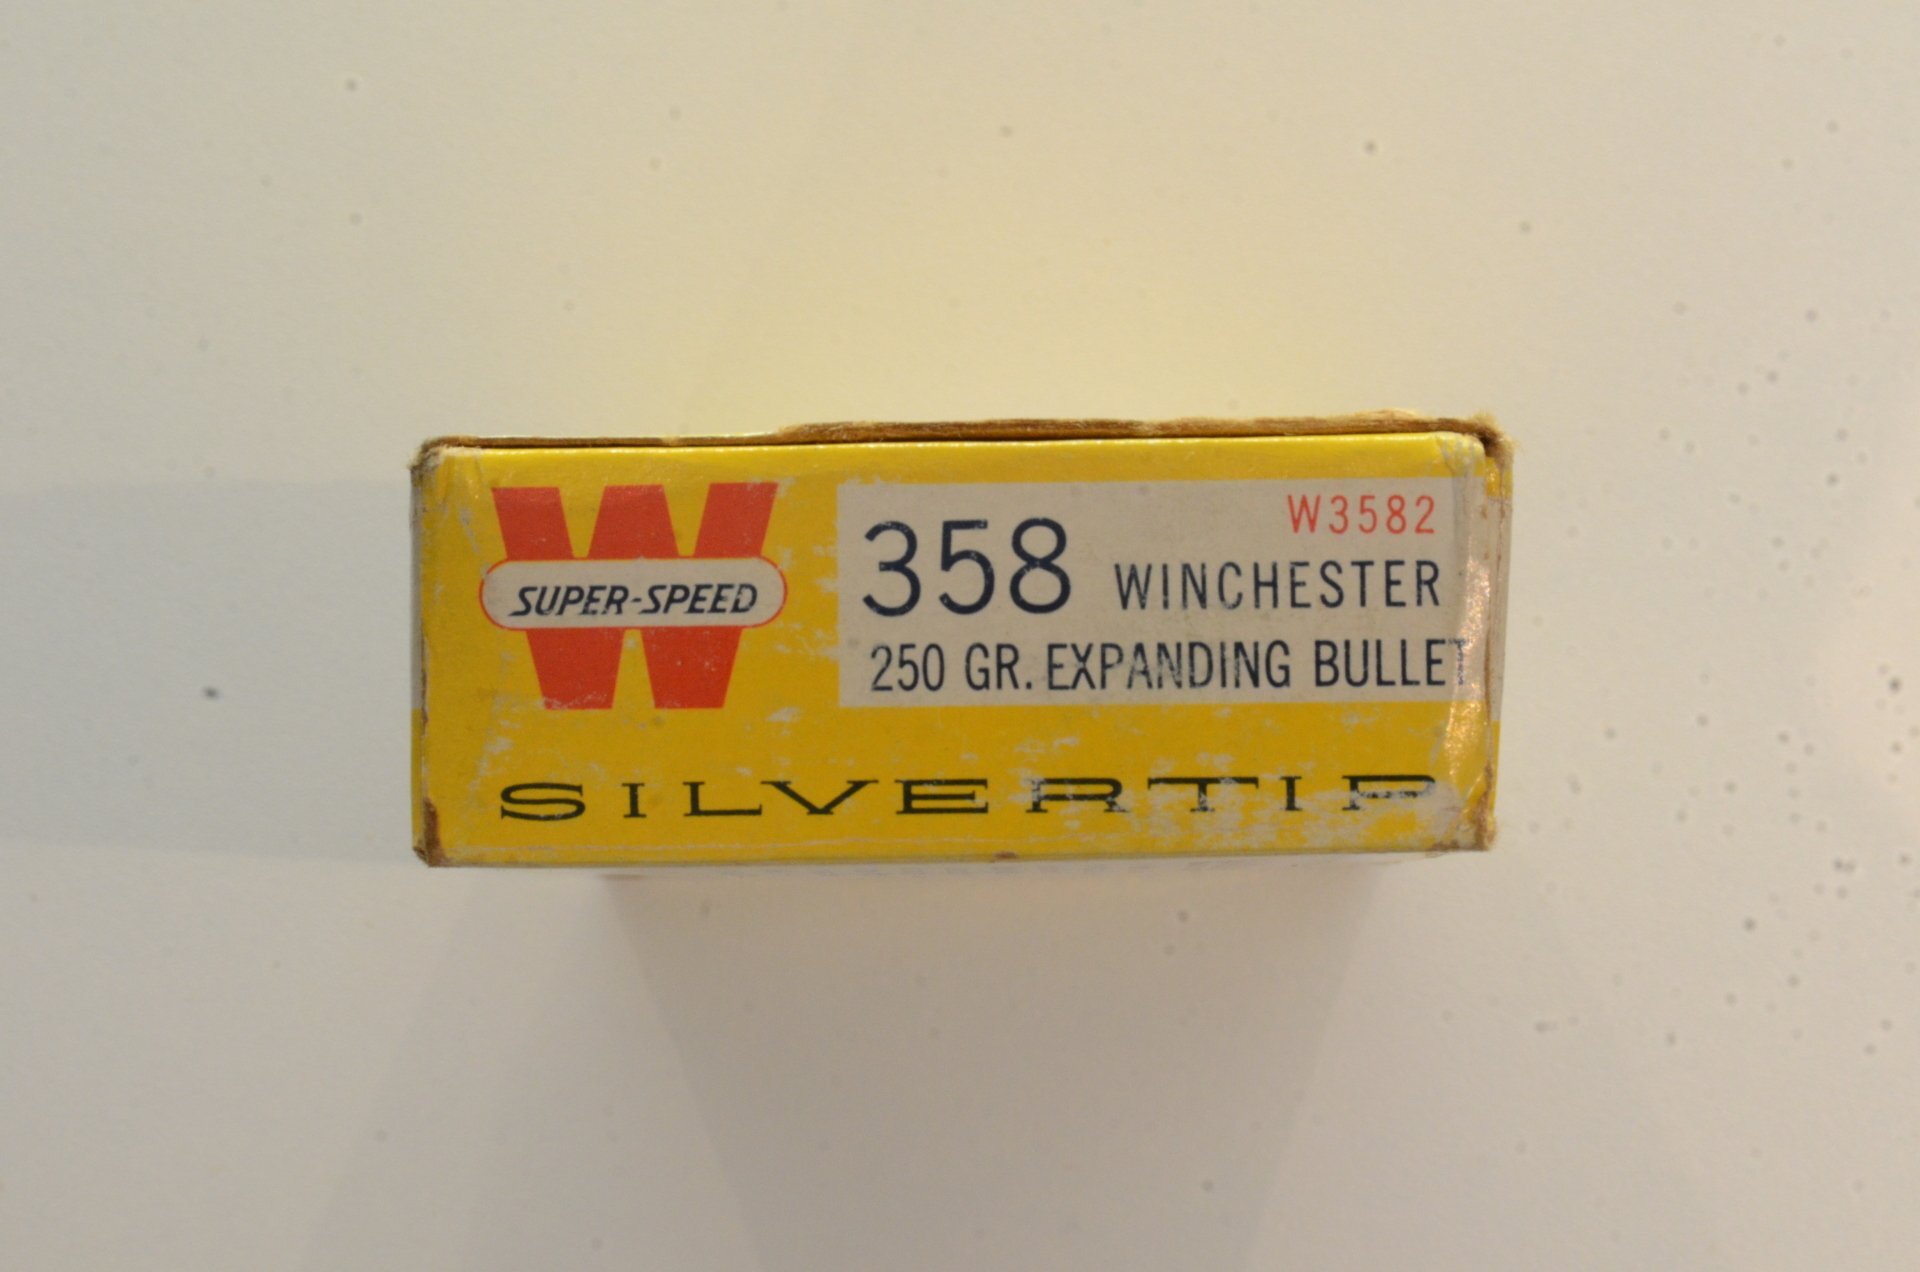 W
SUPER-SPEED
W3582
358 WINCHESTER
250 GR. EXPANDING BULLET
SILVERTIP